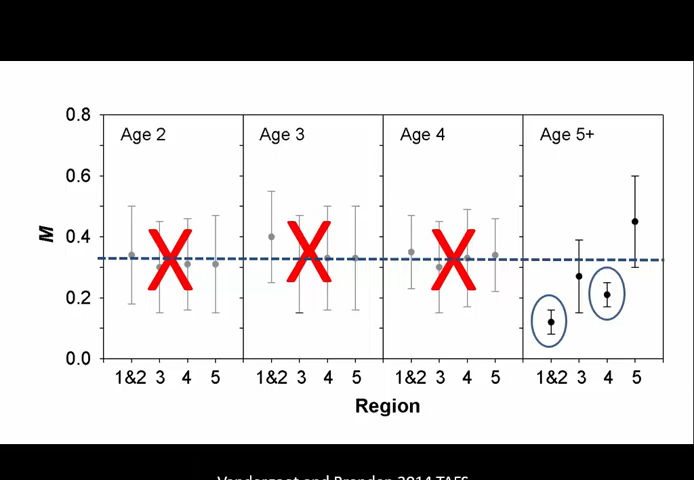 0.8
Age 2
Age 3
Age 4
Age 5+
0.6
M
0.4
0.2
0.0
1&2 3 4 5 1&2 3 4 5 1&2 3 4 5 1&2 3 4 5
Region
2014 TAFS